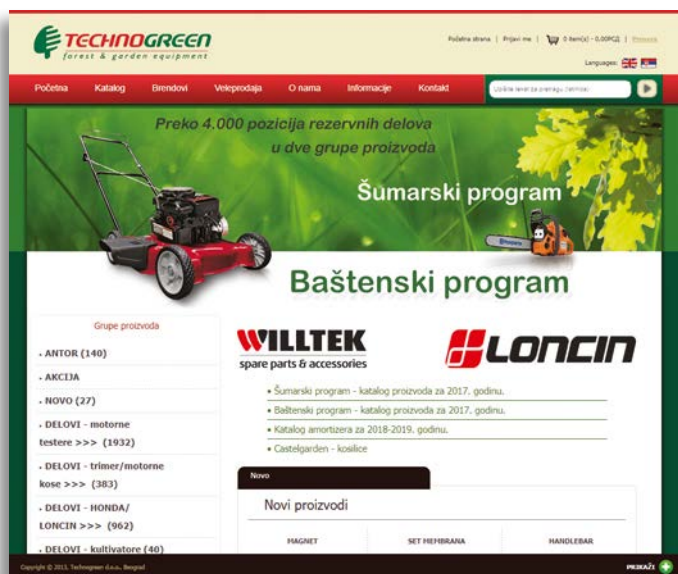 TECHNOGREEN
forest & garden equipment
Početna strana | Prijavi me | 0 item(s) - 0,00РСД |
Languages:
Početna Katalog Brendovi Veleprodaja O nama Informacije Kontakt
Preko 4.000 pozicija rezervnih delova
u dve grupe proizvoda
Šumarski program
Husqvarna
Baštenski program
Grupe proizvoda
ANTOR (140)
AKCIJA
NOVO (27)
DELOVI - motorne
testere >>> (1932)
DELOVI - trimer/motorne
kose >>> (383)
DELOVI - HONDA/
LONCIN >>> (962)
DELOVI - kultivatore (40)
WILLTEK
spare parts & accessories
LONCIN
• Šumarski program - katalog proizvoda za 2017. godinu.
• Baštenski program - katalog proizvoda za 2017. godinu.
• Katalog amortizera za 2018-2019. godinu.
• Castelgarden - kosilice
Novo
Novi proizvodi
MAGNET SET MEMBRANA HANDLEBAR
Copyright © 2013, Technogreen d.o.o., Beograd
PRIKAŽI